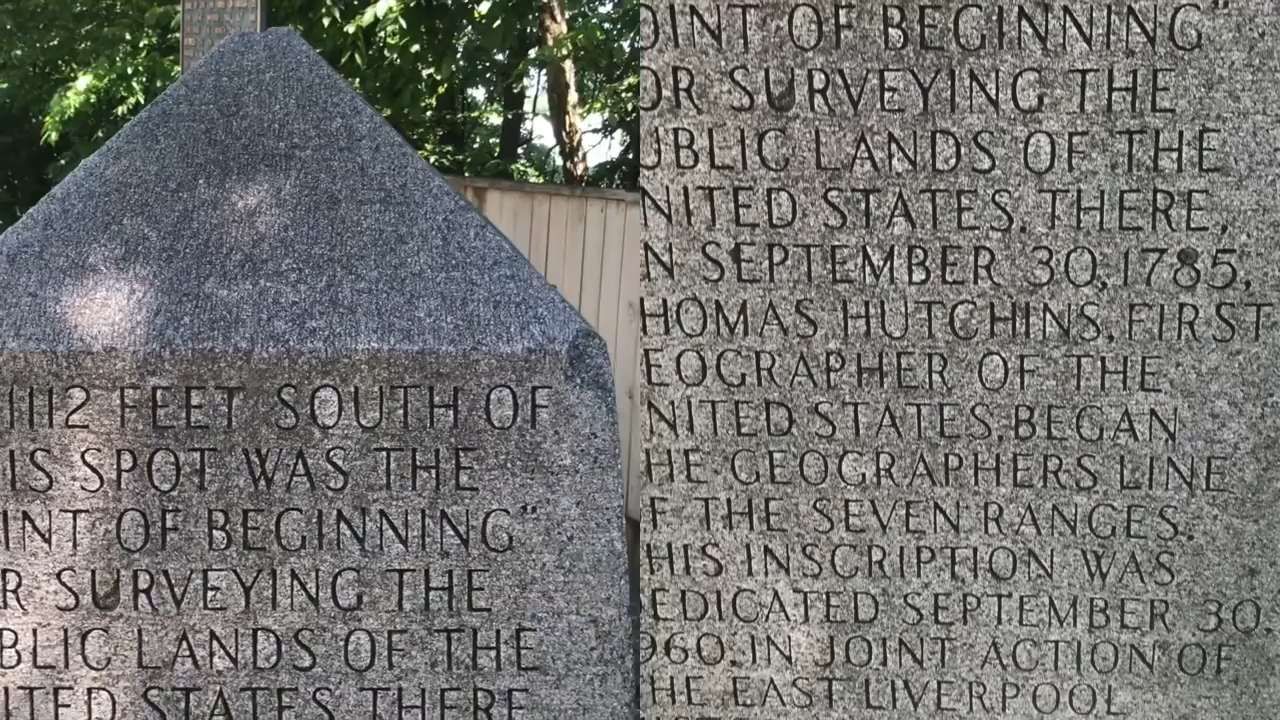 1112 FEET SOUTH OF
IS SPOT WAS THE
INT OF BEGINNING"
R SURVEYING THE
BLIC LANDS OF THE
ITED STATES THERE
OINT OF BEGINNING"
OR SURVEYING THE
UBLIC LANDS OF THE
NITED STATES. THERE,
N SEPTEMBER 30, 1785,
HOMAS HUTCHINS, FIRST
EOGRAPHER OF THE
NITED STATES, BEGAN
HE GEOGRAPHERS LINE
F THE SEVEN RANGES.
HIS INSCRIPTION WAS
EDICATED SEPTEMBER 30,
960, IN JOINT ACTION OF
HE EAST LIVERPOOL